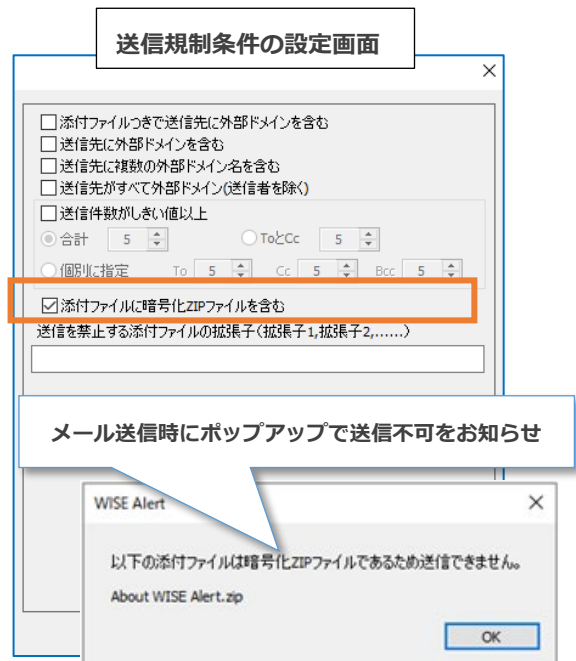 送信規制条件の設定画面
添付ファイルつきで送信先に外部ドメインを含む
送信先に外部ドメインを含む
送信先に複数の外部ドメイン名を含む
送信先がすべて外部ドメイン(送信者を除く)
送信件数がしきい値以上
合計 5 ToとCc 5
個別に指定 To 5 Cc 5 Bcc 5
添付ファイルに暗号化ZIPファイルを含む
送信を禁止する添付ファイルの拡張子(拡張子1,拡張子2,......)
メール送信時にポップアップで送信不可をお知らせ
WISE Alert
以下の添付ファイルは暗号化ZIPファイルであるため送信できません。
About WISE Alert.zip
OK